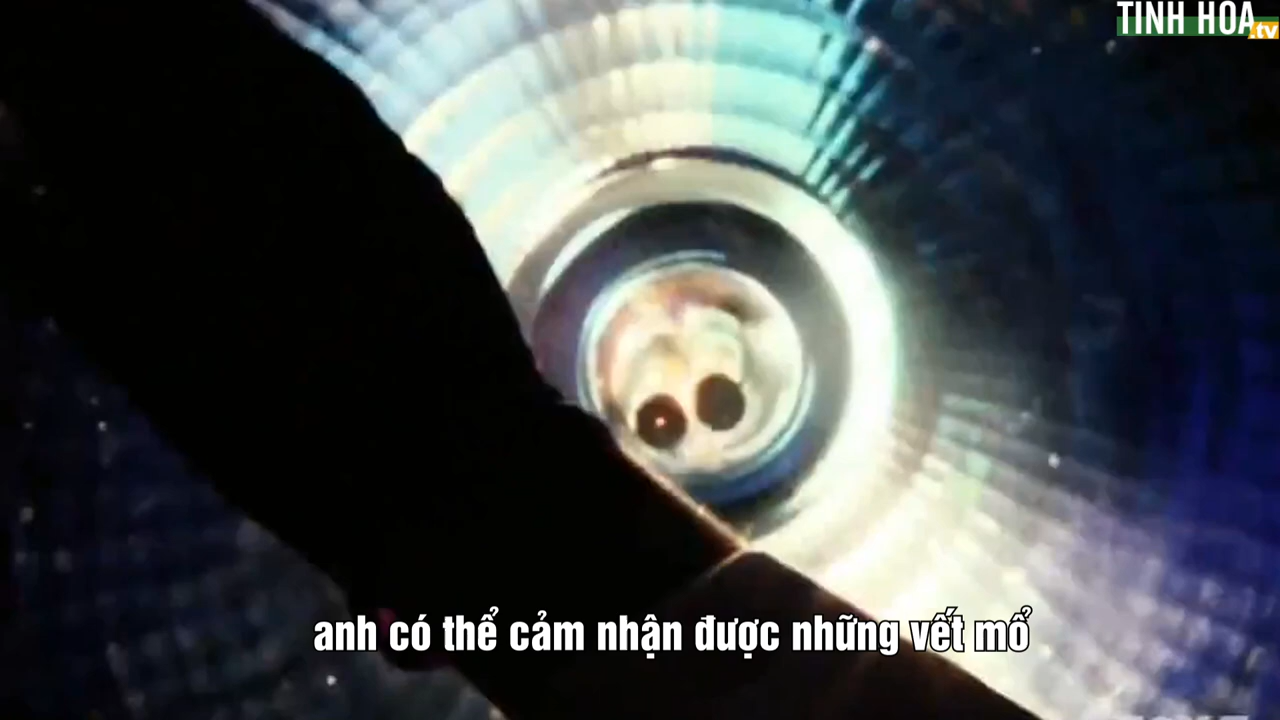 TINH HOA
.tv
anh có thể cảm nhận được những vết mổ